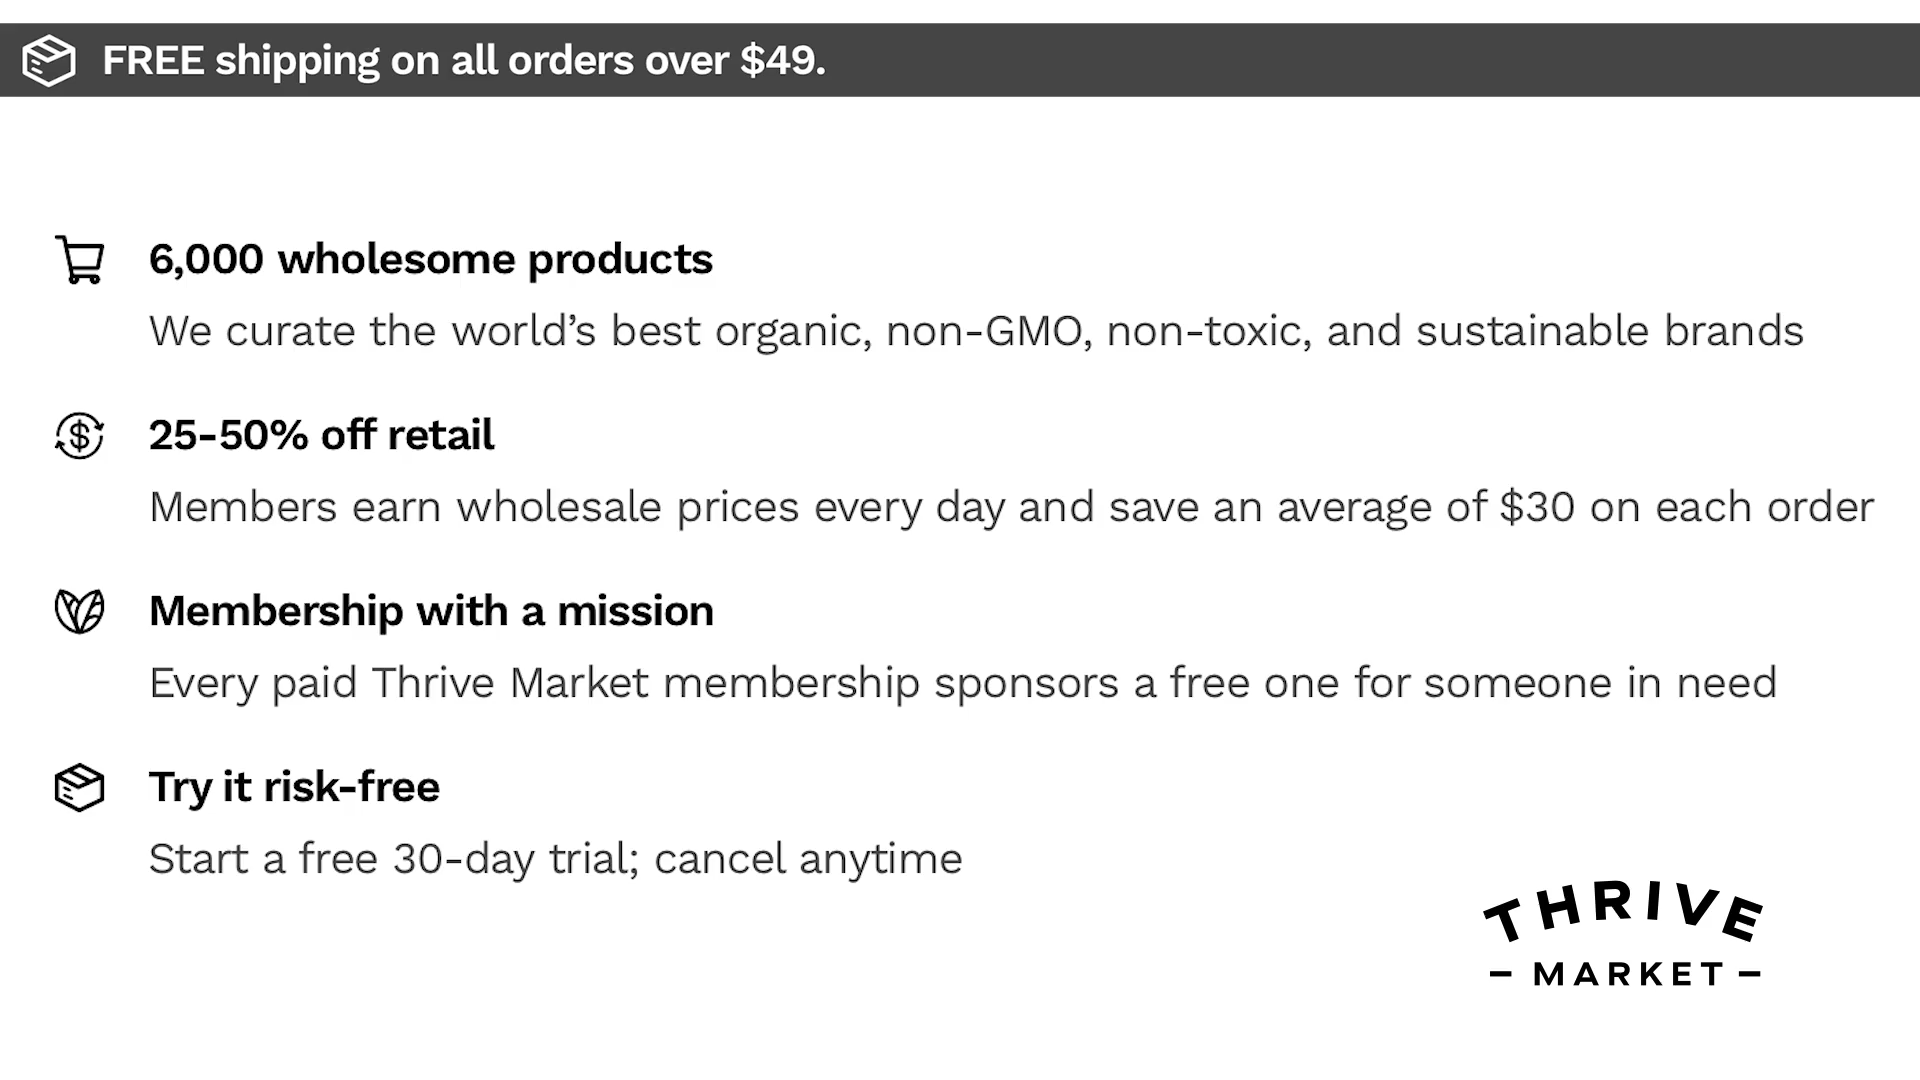 FREE shipping on all orders over $49.
6,000 wholesome products
We curate the world’s best organic, non-GMO, non-toxic, and sustainable brands
25-50% off retail
Members earn wholesale prices every day and save an average of $30 on each order
Membership with a mission
Every paid Thrive Market membership sponsors a free one for someone in need
Try it risk-free
Start a free 30-day trial; cancel anytime
THRIVE
– MARKET –